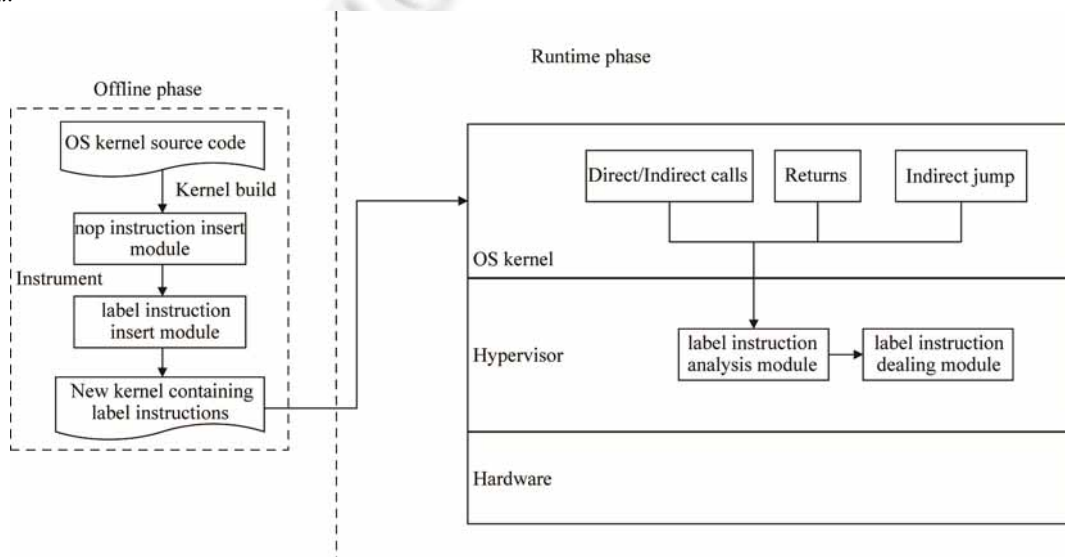 Runtime phase
Offline phase
OS kernel source code
Kernel build
nop instruction insert
module
Instrument
label instruction
insert module
New kernel containing
label instructions
Direct/Indirect calls
Returns
Indirect jump
OS kernel
Hypervisor
label instruction
analysis module
label instruction
dealing module
Hardware